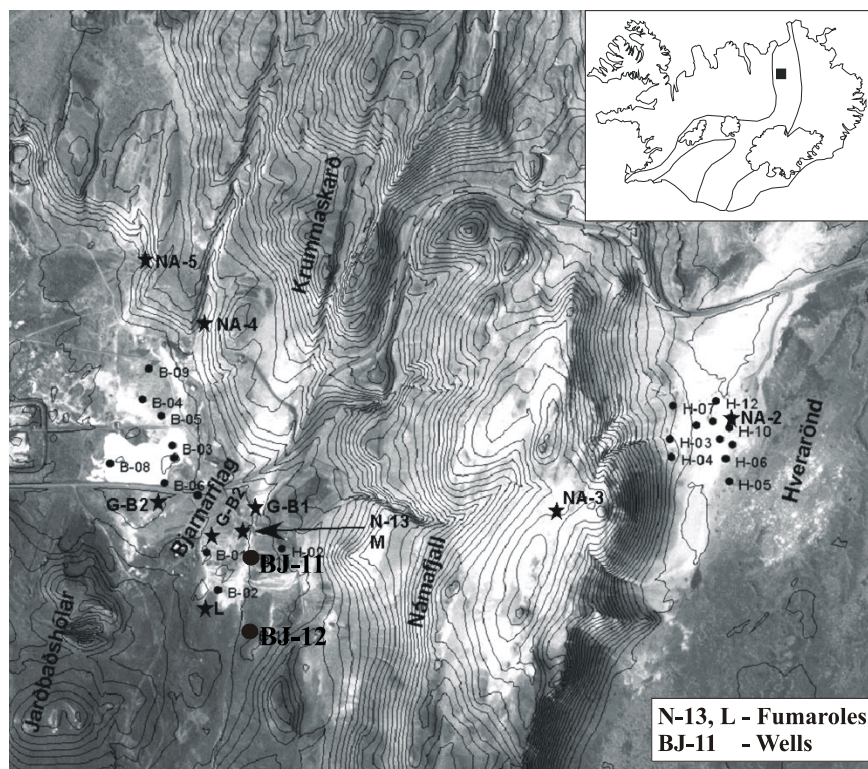 Krummaskarð
NA-5
NA-4
B-09
B-04
B-05
B-03
B-08
B-06
G-B2
Bjarnarflag
G-B2
G-B1
N-13
M
B-01
H-02
BJ-11
B-02
L
BJ-12
Jarðbaðshólar
Námafjall
NA-3
H-12
H-07
NA-2
H-10
H-03
H-04
H-06
H-05
Hverarönd
N-13, L - Fumaroles
BJ-11 - Wells